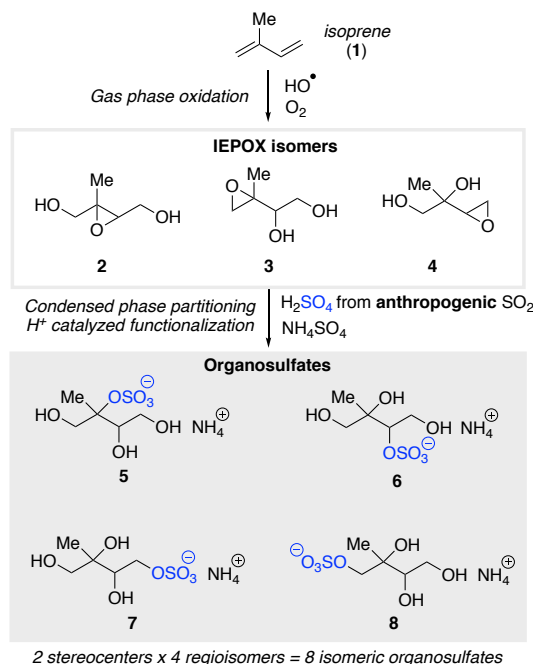 Me
isoprene
(1)
Gas phase oxidation
HO•
O2
IEPOX isomers
HO Me O OH
2
O Me OH OH
3
Me OH HO O
4
Condensed phase partitioning
H+ catalyzed functionalization
H2SO4 from anthropogenic SO2
NH4SO4
Organosulfates
Me OSO3⊖ HO OH OH NH4⊕
5
Me OH HO OH OSO3⊖ NH4⊕
6
Me OH HO OSO3⊖ OH NH4⊕
7
⊖O3SO Me OH OH OH NH4⊕
8
2 stereocenters x 4 regioisomers = 8 isomeric organosulfates